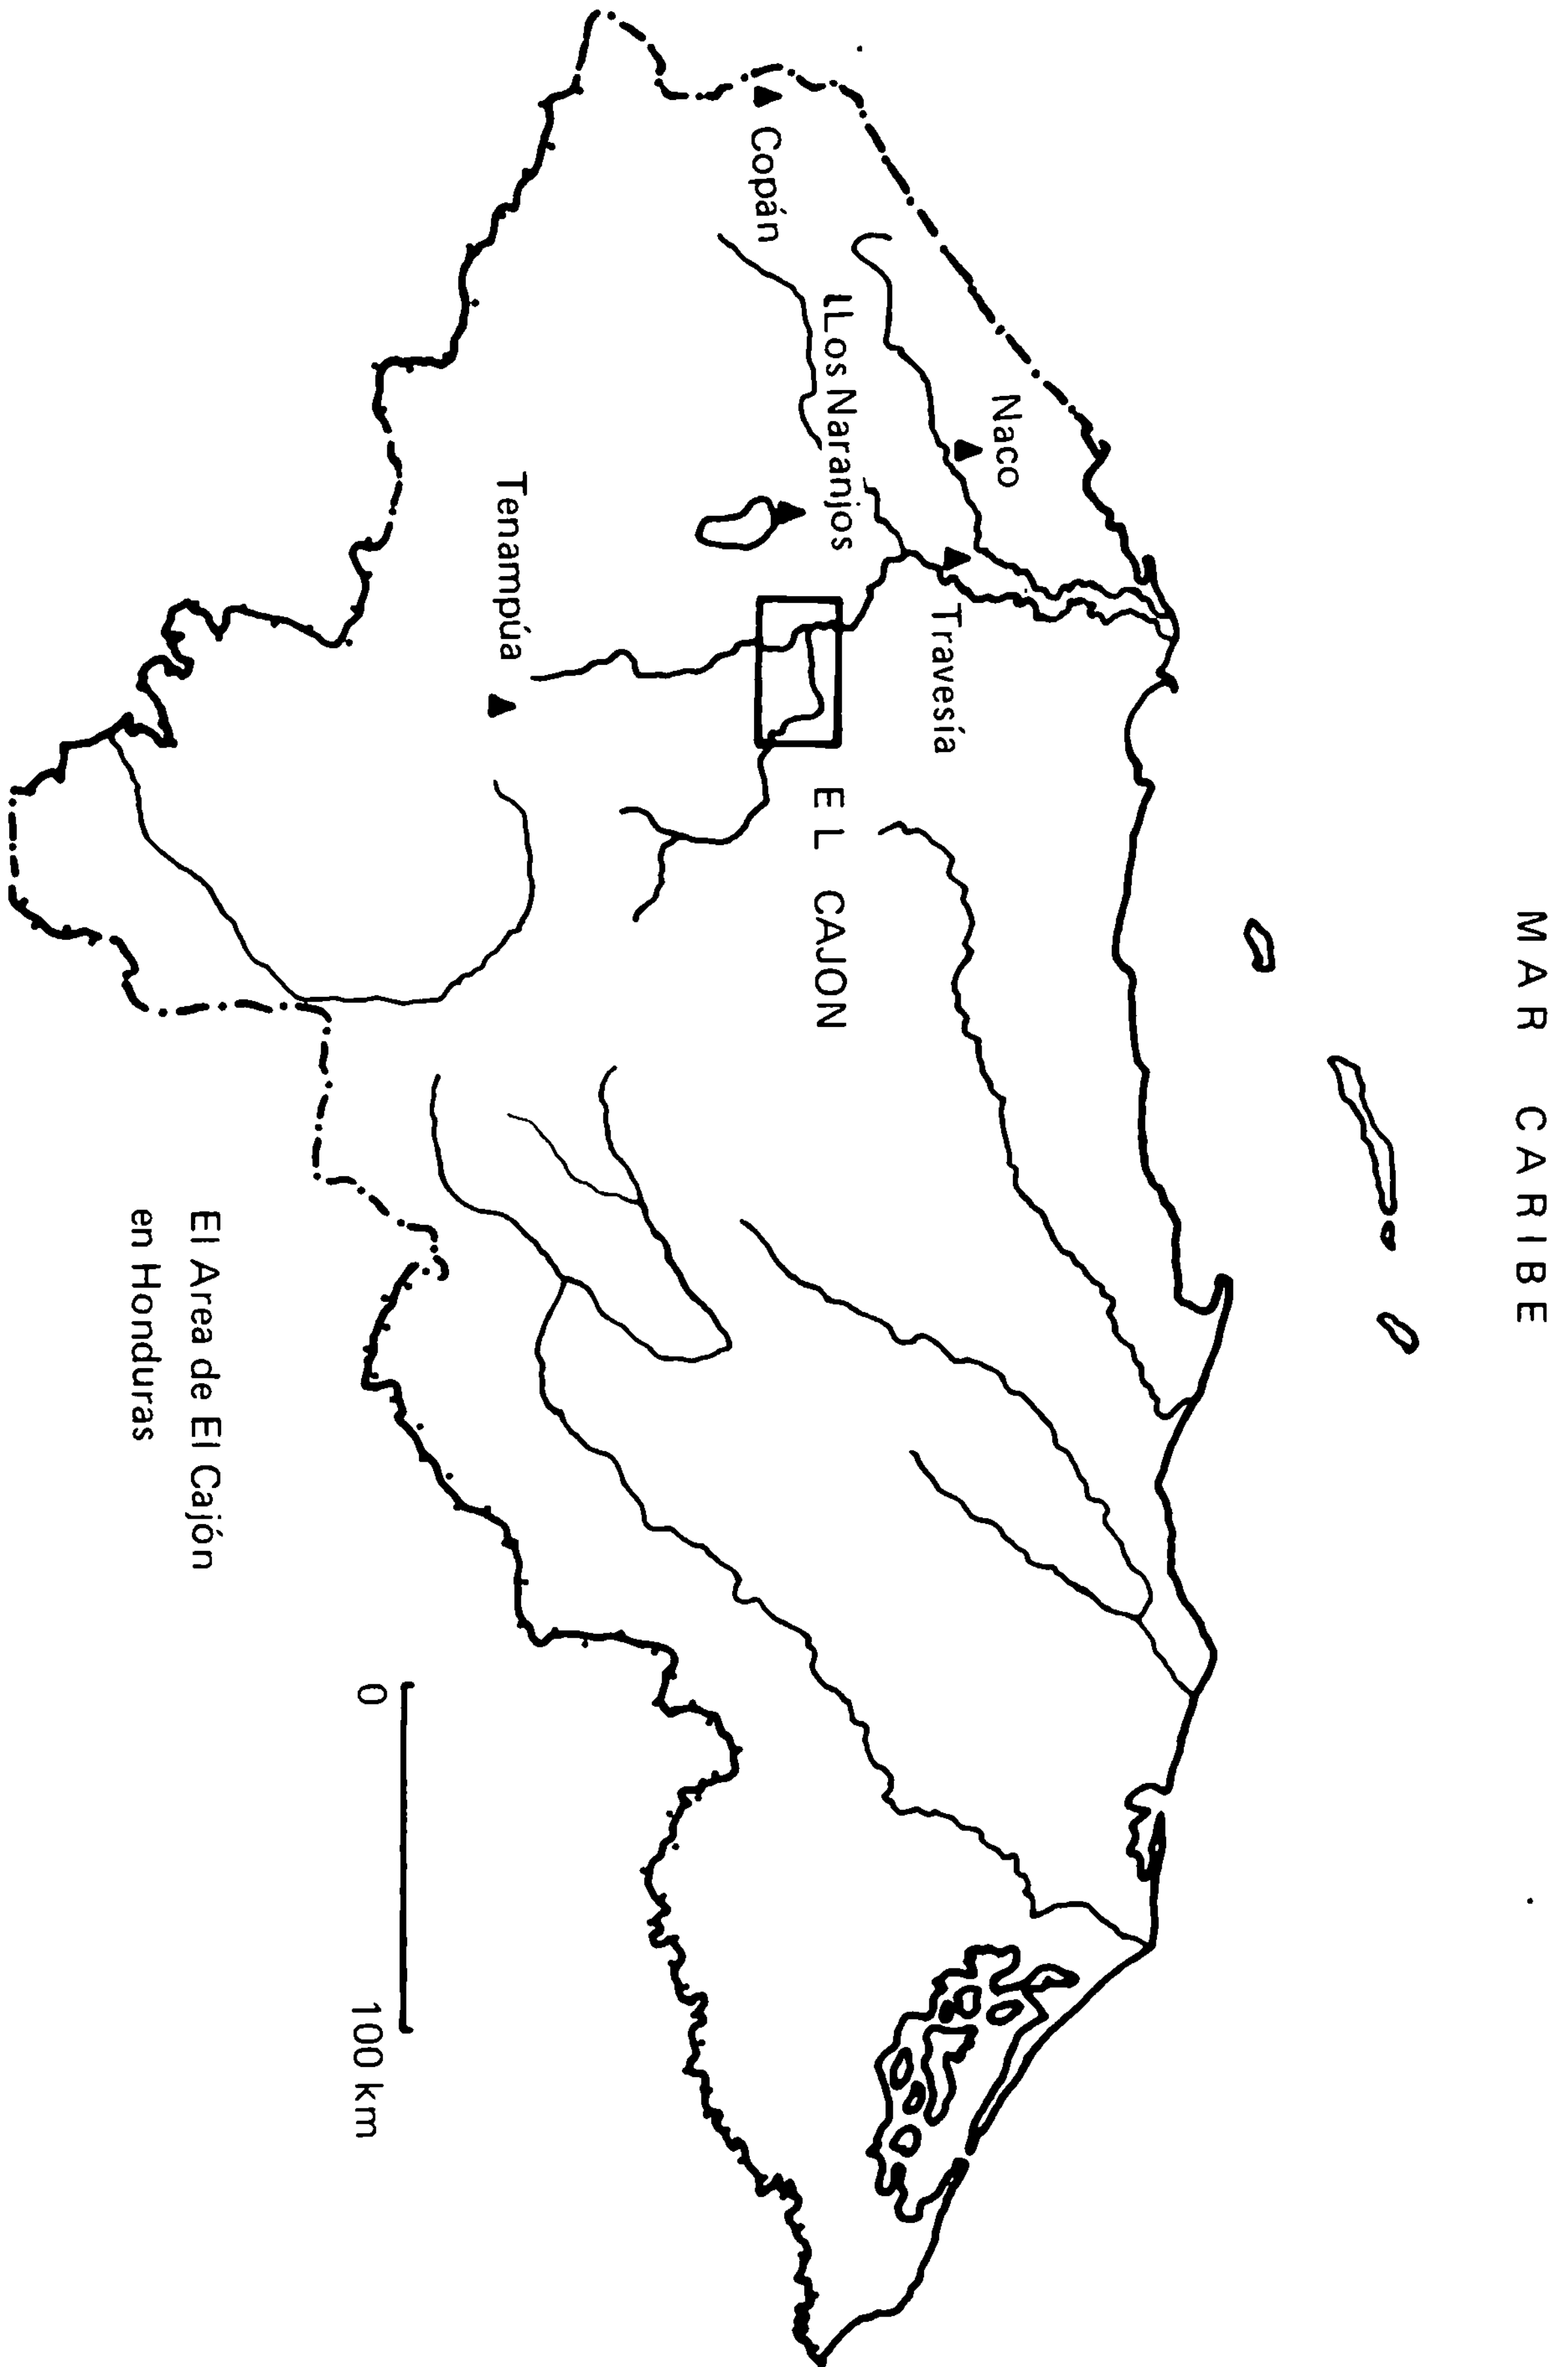 MAR CARIBE
Naco
Travesía
ILos Naranjos
EL CAJON
Copán
Tenampúa
El Area de El Cajón
en Honduras
0
100 km